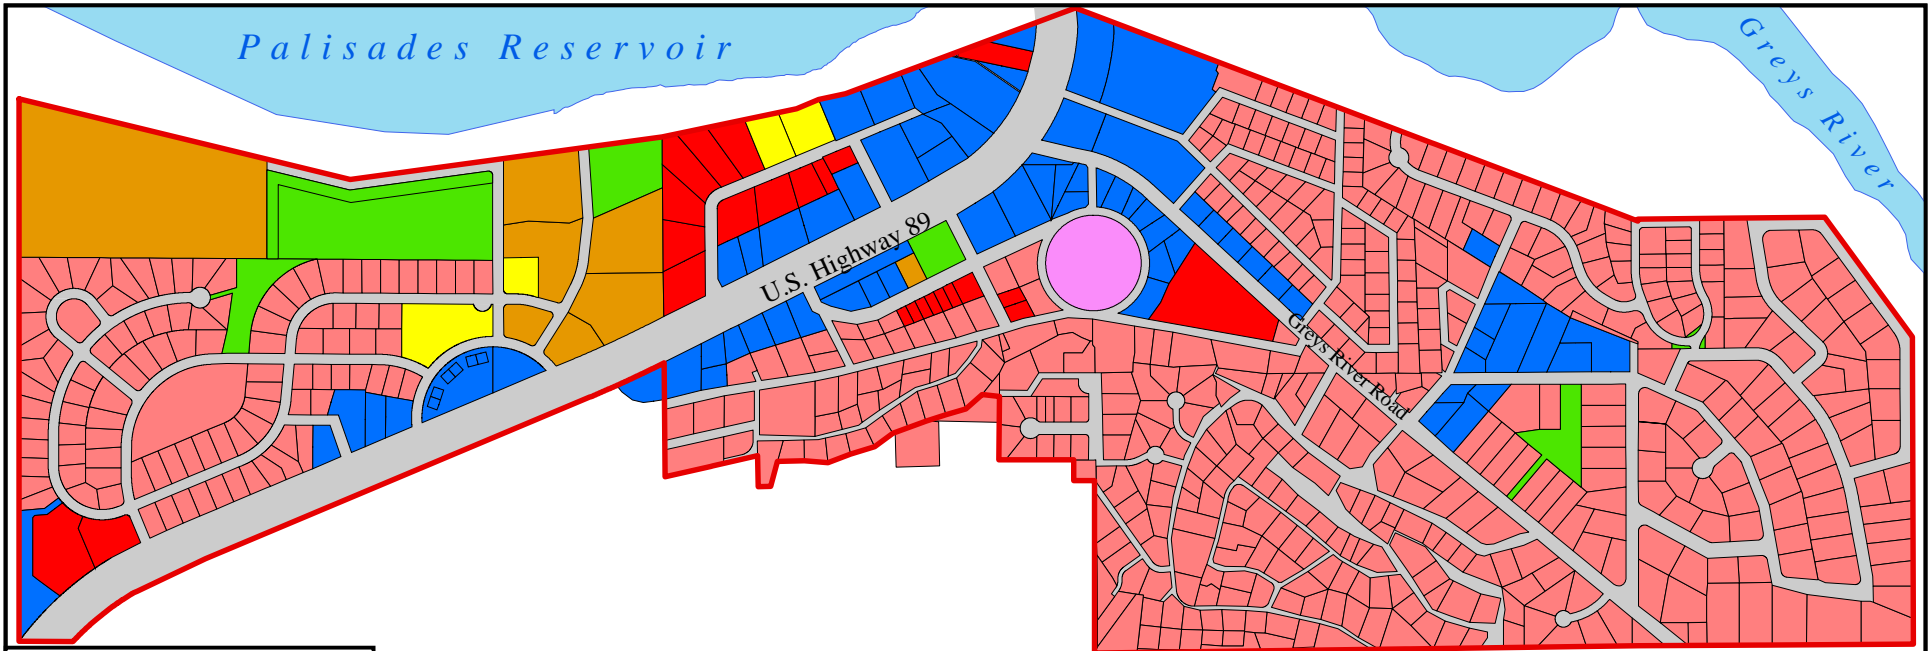 Palisades Reservoir
Greys River
U.S. Highway 89
Greys River Road